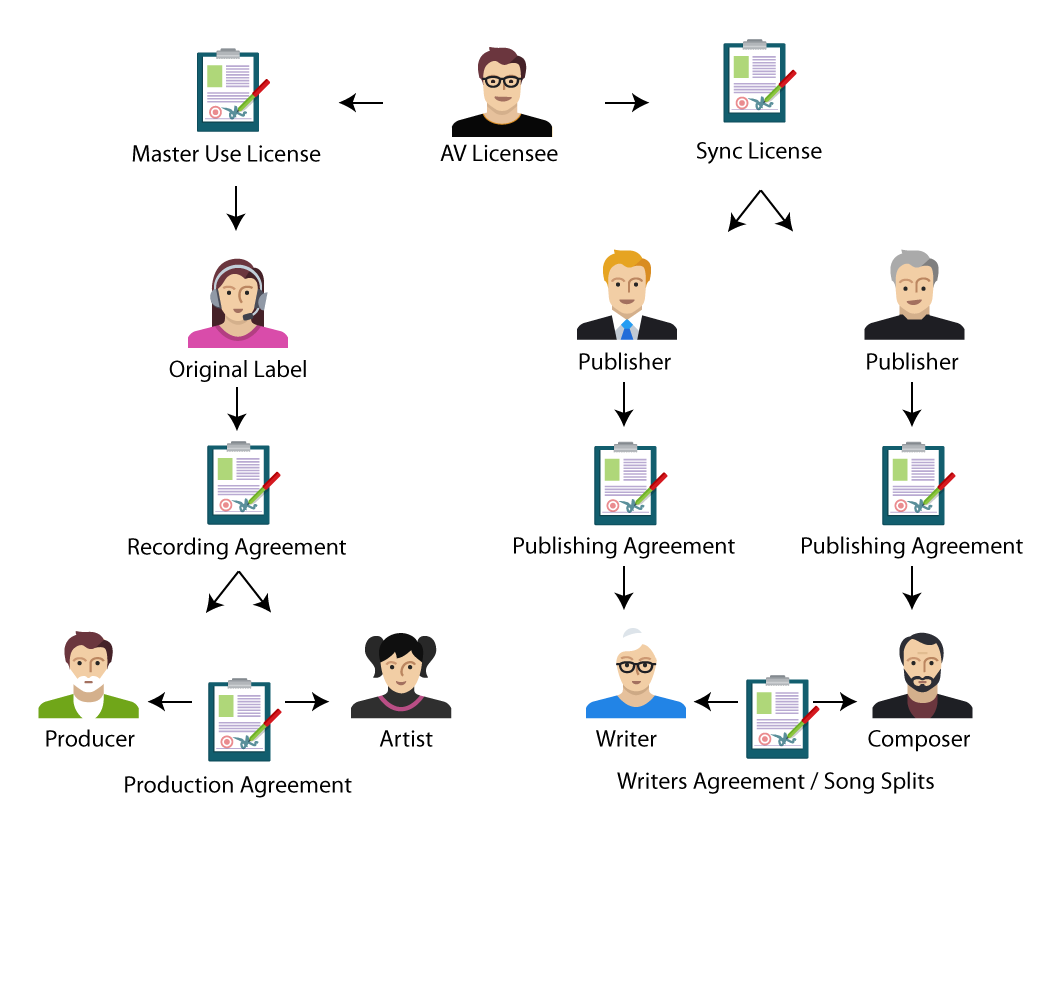 Master Use License
AV Licensee
Sync License
Original Label
Publisher
Publisher
Recording Agreement
Publishing Agreement
Publishing Agreement
Producer
Artist
Writer
Composer
Production Agreement
Writers Agreement / Song Splits